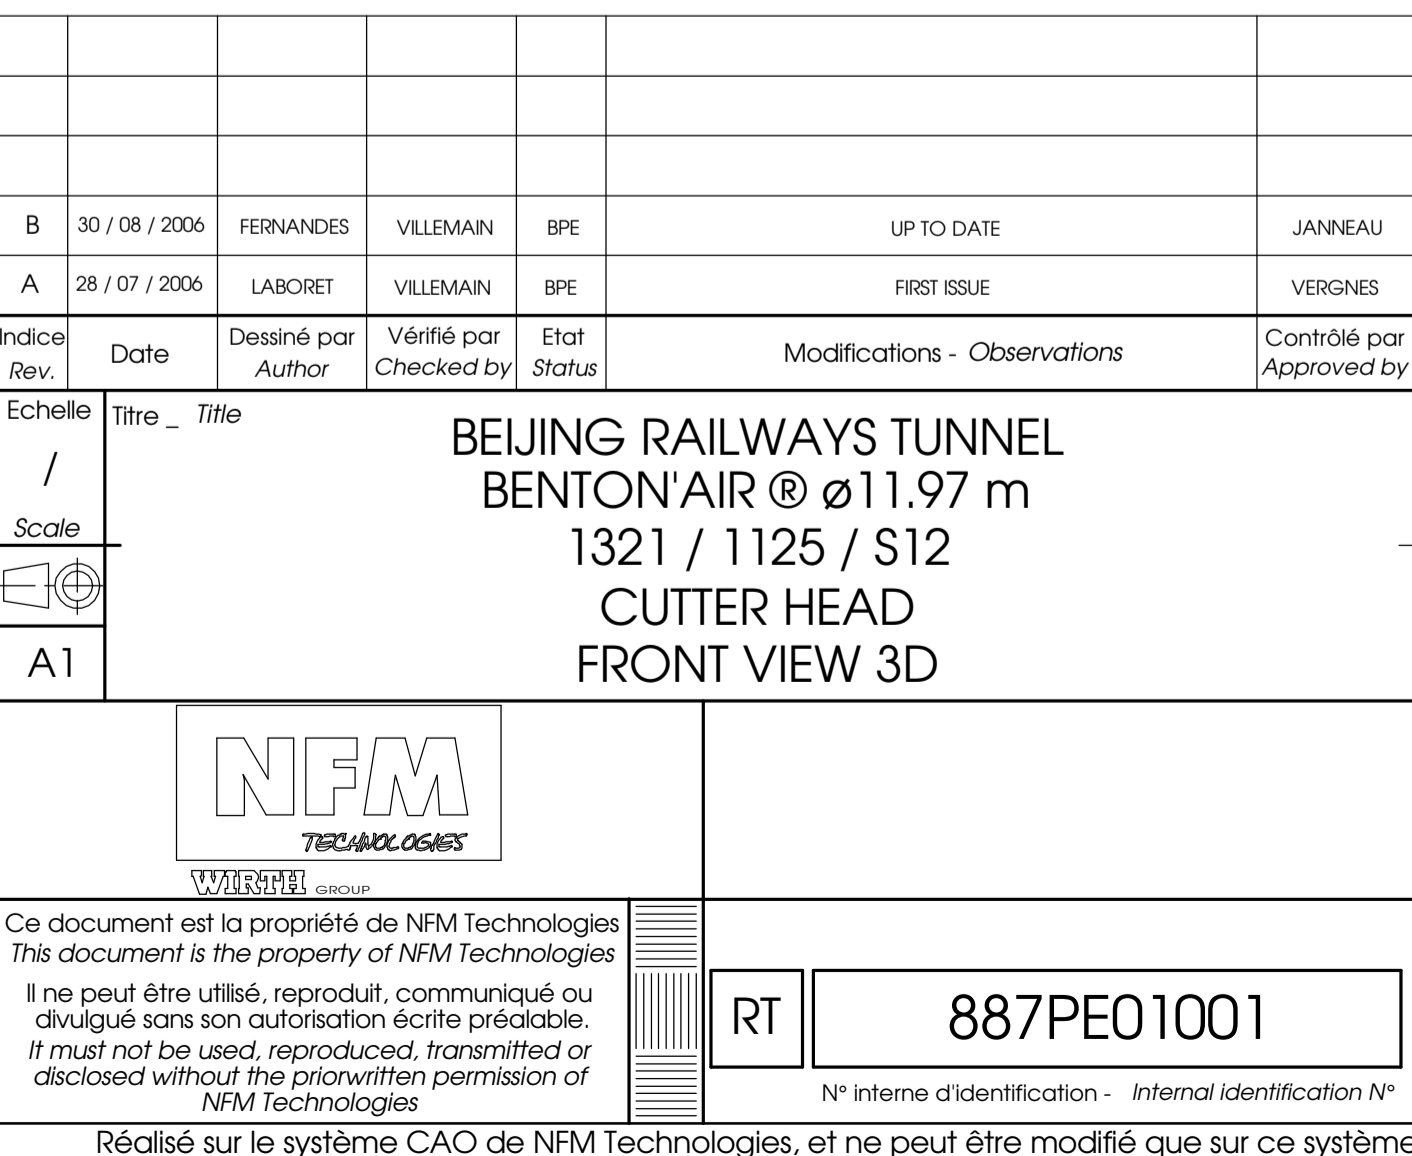 B 30 / 08 / 2006 FERNANDES VILLEMAIN BPE UP TO DATE JANNEAU
A 28 / 07 / 2006 LABORET VILLEMAIN BPE FIRST ISSUE VERGNES
Indice Date Dessiné par Vérifié par Etat Modifications - Observations Contrôlé par
Rev. Author Checked by Status Approved by
Echelle
/
Scale
A1
Titre _ Title
BEIJING RAILWAYS TUNNEL
BENTON'AIR ® ø11.97 m
1321 / 1125 / S12
CUTTER HEAD
FRONT VIEW 3D
NFM
TECHNOLOGIES
WIRTH GROUP
Ce document est la propriété de NFM Technologies
This document is the property of NFM Technologies
Il ne peut être utilisé, reproduit, communiqué ou
divulgué sans son autorisation écrite préalable.
It must not be used, reproduced, transmitted or
disclosed without the priorwritten permission of
NFM Technologies
RT 887PE01001
N° interne d'identification - Internal identification N°
Réalisé sur le système CAO de NFM Technologies, et ne peut être modifié que sur ce système